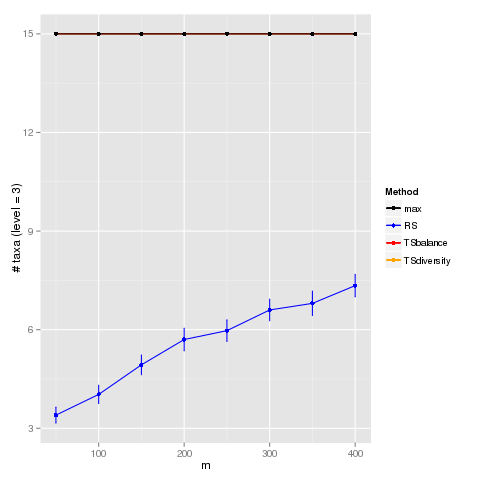 15
12
9
6
3
# taxa (level = 3)
100
200
300
400
m
Method
max
RS
TSbalance
TSdiversity